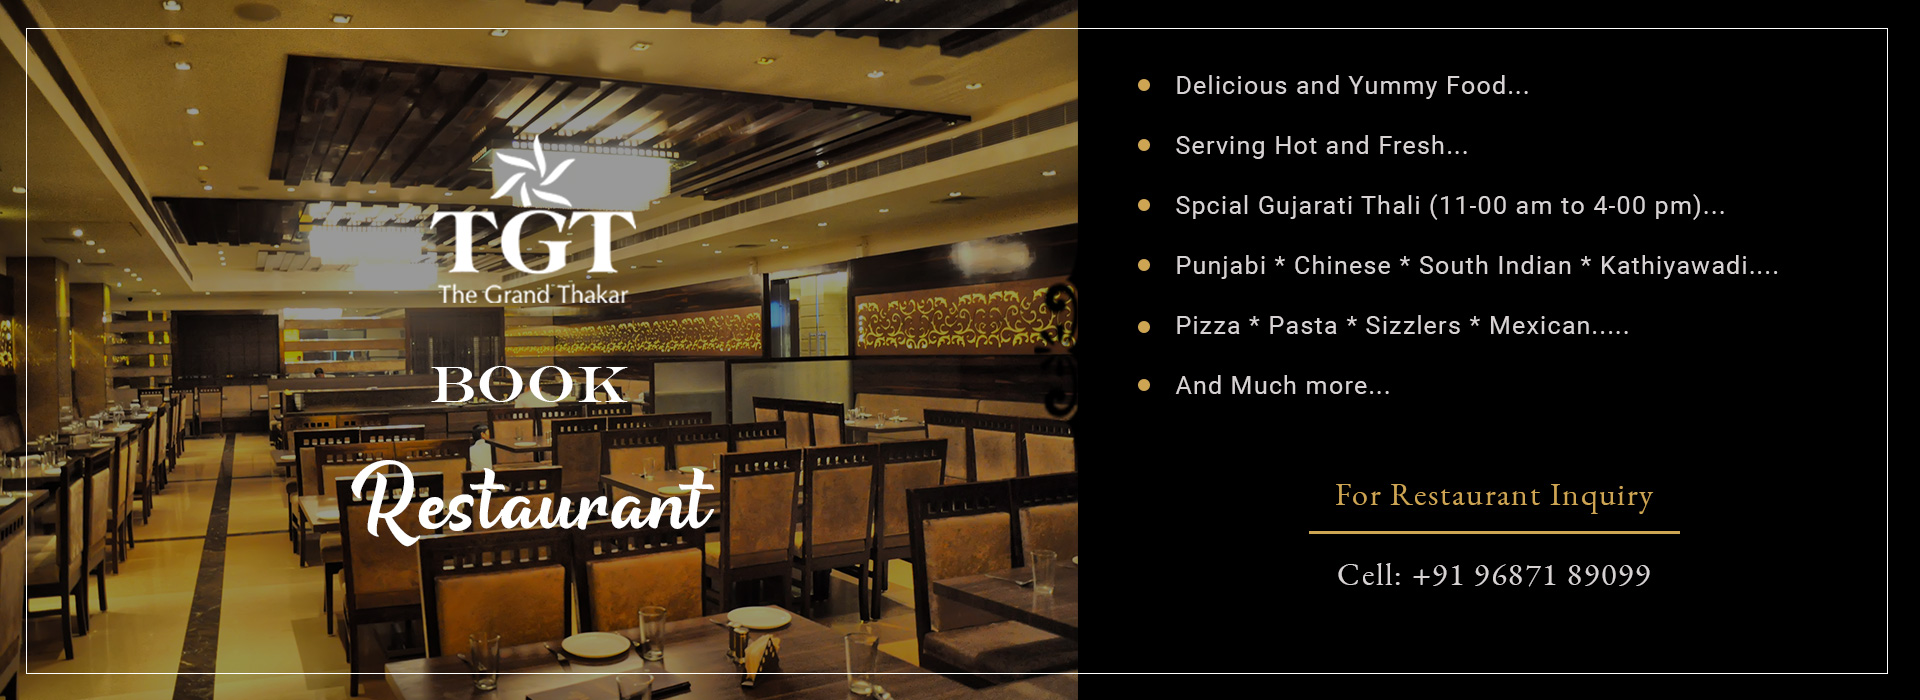 TGT
The Grand Thakar
BOOK
Restaurant
Delicious and Yummy Food...
Serving Hot and Fresh...
Spcial Gujarati Thali (11-00 am to 4-00 pm)...
Punjabi * Chinese * South Indian * Kathiyawadi....
Pizza * Pasta * Sizzlers * Mexican.....
And Much more...
For Restaurant Inquiry
Cell: +91 96871 89099